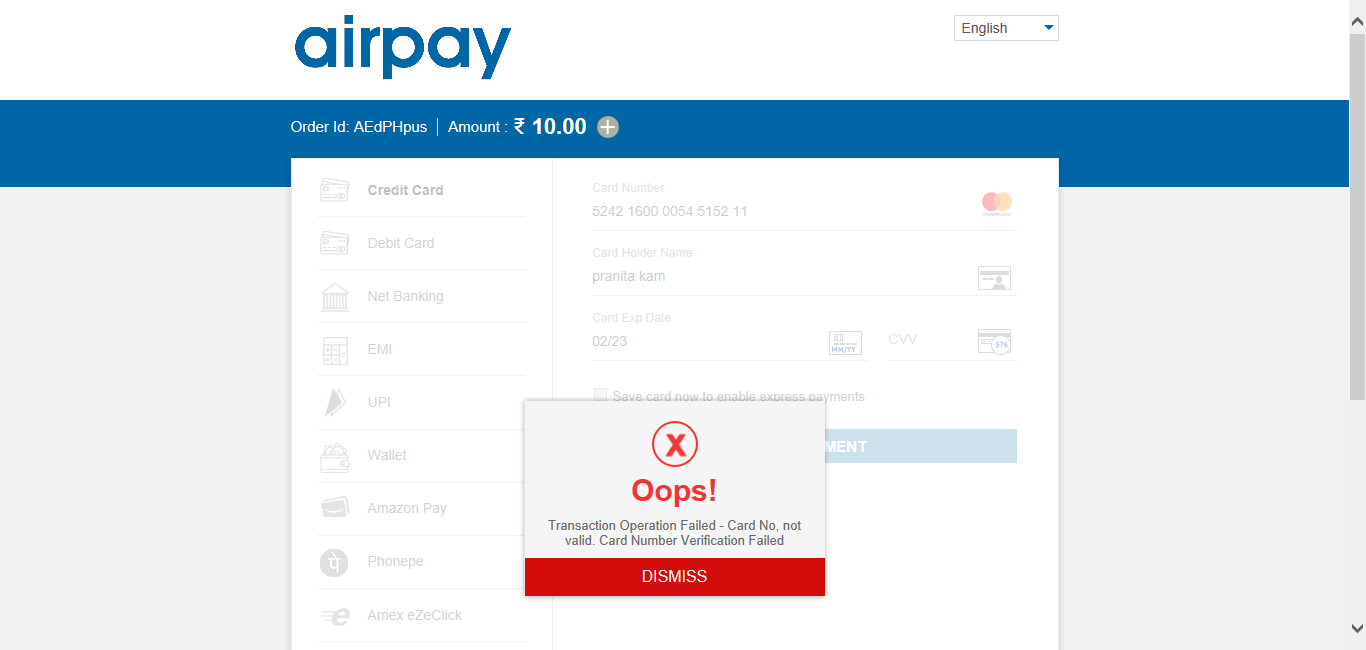 airpay
English
Order Id: AEdPHpus | Amount : ₹ 10.00
Credit Card
Debit Card
Net Banking
EMI
UPI
Wallet
Amazon Pay
Phonepe
Amex eZeClick
Card Number
5242 1600 0054 5152 11
mastercard
Card Holder Name
pranita kam
Card Exp Date
02/23
MM/YY
CVV
576
Save card now to enable express payments
MENT
X
Oops!
Transaction Operation Failed - Card No, not
valid. Card Number Verification Failed
DISMISS